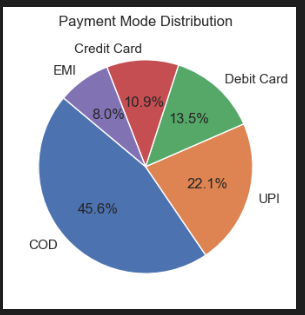 Payment Mode Distribution
Credit Card
EMI
Debit Card
10.9%
8.0%
13.5%
22.1%
UPI
45.6%
COD